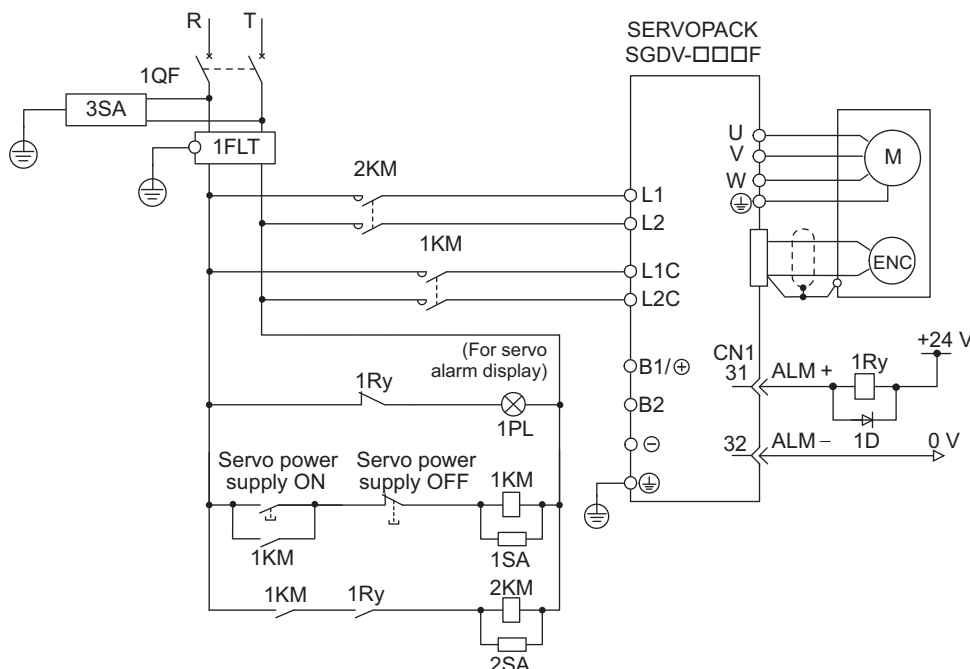 R T
SERVOPACK
SGDV-□□□F
1QF
3SA
1FLT
U
V
W
M
2KM
L1
L2
1KM
L1C
L2C
ENC
(For servo
alarm display)
1Ry
1PL
B1/⊕
B2
⊖
CN1
31
ALM +
1Ry
+24 V
1D
32
ALM −
0 V
Servo power
supply ON
Servo power
supply OFF
1KM
1KM
1SA
1KM
1Ry
2KM
2SA